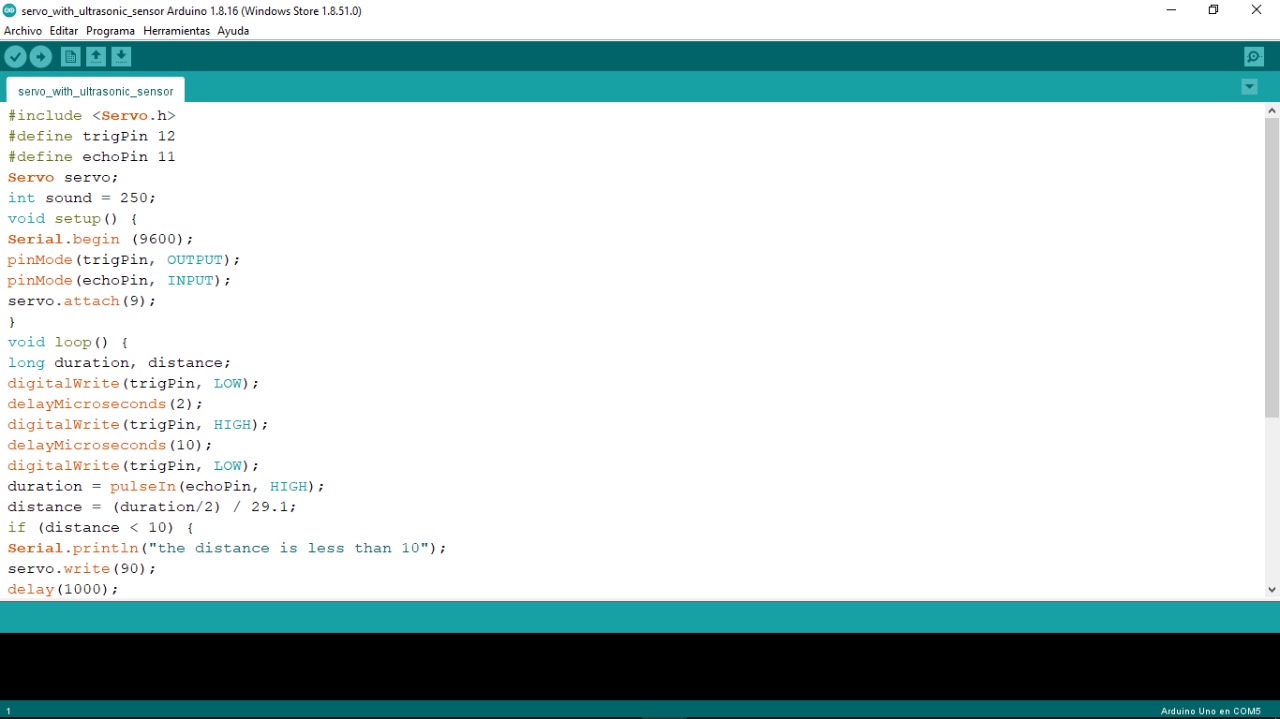 servo_with_ultrasonic_sensor Arduino 1.8.16 (Windows Store 1.8.51.0)
Archivo Editar Programa Herramientas Ayuda
servo_with_ultrasonic_sensor
#include <Servo.h>
#define trigPin 12
#define echoPin 11
Servo servo;
int sound = 250;
void setup() {
Serial.begin (9600);
pinMode(trigPin, OUTPUT);
pinMode(echoPin, INPUT);
servo.attach(9);
}
void loop() {
long duration, distance;
digitalWrite(trigPin, LOW);
delayMicroseconds(2);
digitalWrite(trigPin, HIGH);
delayMicroseconds(10);
digitalWrite(trigPin, LOW);
duration = pulseIn(echoPin, HIGH);
distance = (duration/2) / 29.1;
if (distance < 10) {
Serial.println("the distance is less than 10");
servo.write(90);
delay(1000);
1
Arduino Uno en COM5